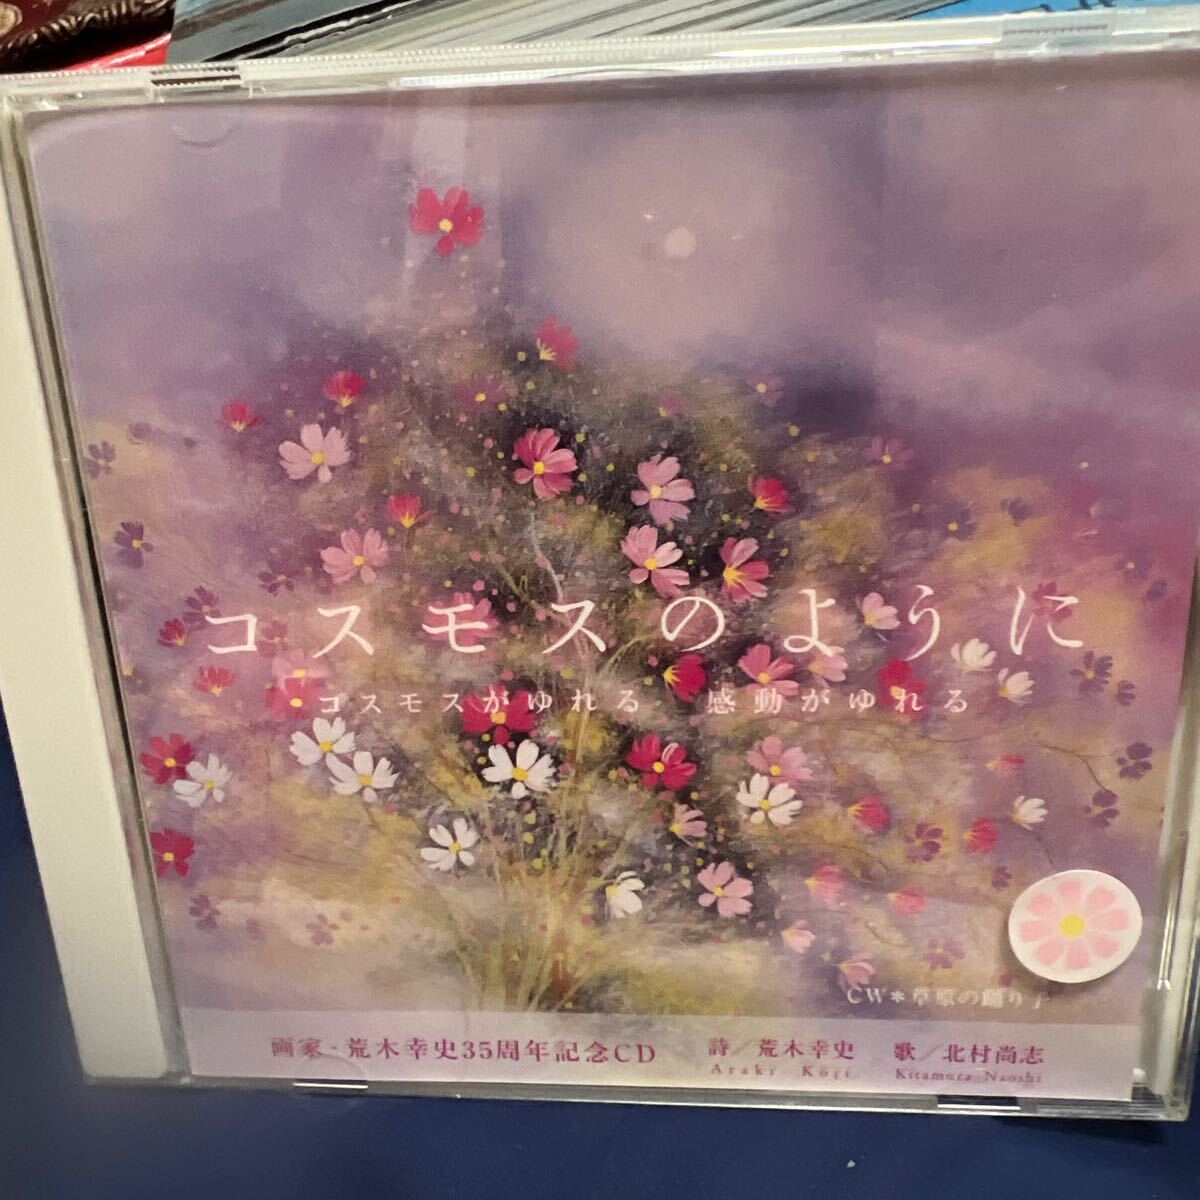 コスモスのように
コスモスがゆれる 感動がゆれる
CW＊草原の踊り子
画家・荒木幸史35周年記念CD 詩／荒木幸史 歌／北村尚志
Araki Kōji Kitamura Naoshi